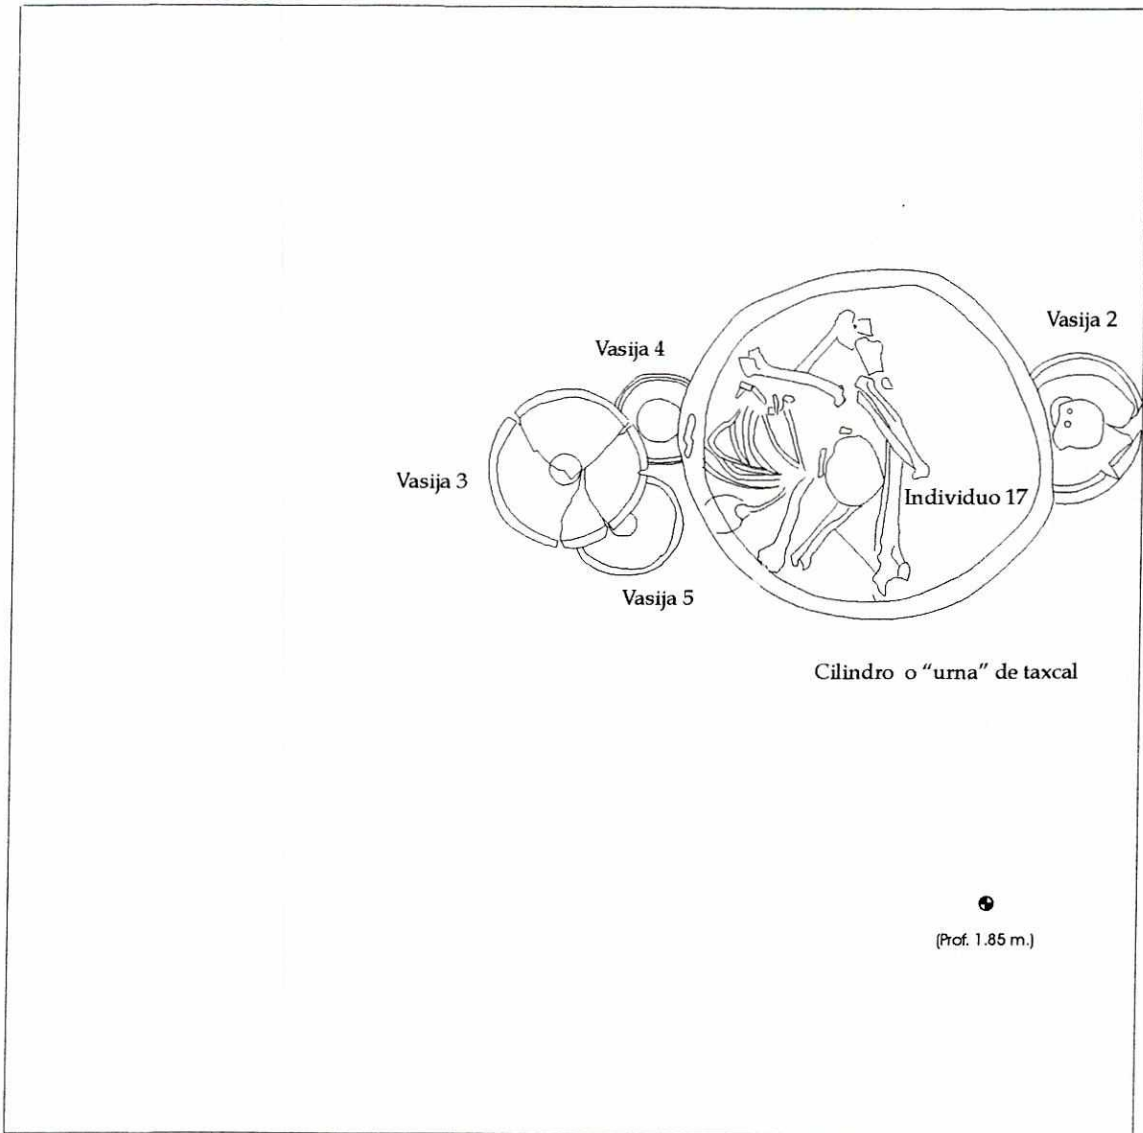 Vasija 2
Vasija 4
Vasija 3
Individuo 17
Vasija 5
Cilindro o “urna” de taxcal
(Prof. 1.85 m.)